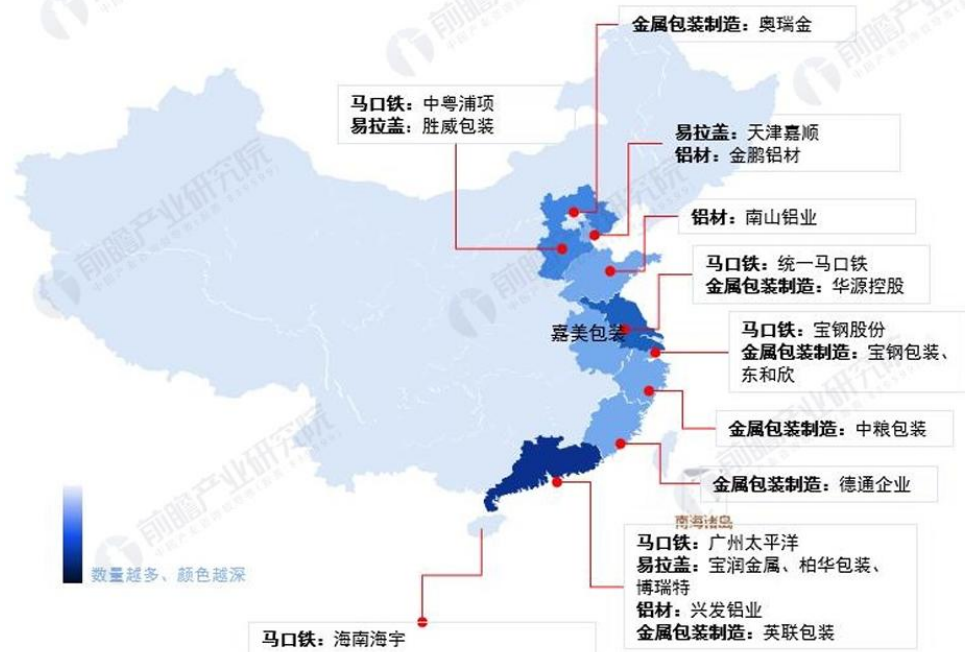 金属包装制造：奥瑞金
马口铁：中粤浦项
易拉盖：胜威包装
易拉盖：天津嘉顺
铝材：金鹏铝材
铝材：南山铝业
马口铁：统一马口铁
金属包装制造：华源控股
嘉美包装
马口铁：宝钢股份
金属包装制造：宝钢包装、
东和欣
金属包装制造：中粮包装
金属包装制造：德通企业
南海诸岛
马口铁：广州太平洋
易拉盖：宝润金属、柏华包装、
博瑞特
铝材：兴发铝业
金属包装制造：英联包装
数量越多、颜色越深
马口铁：海南海宇
前瞻产业研究院